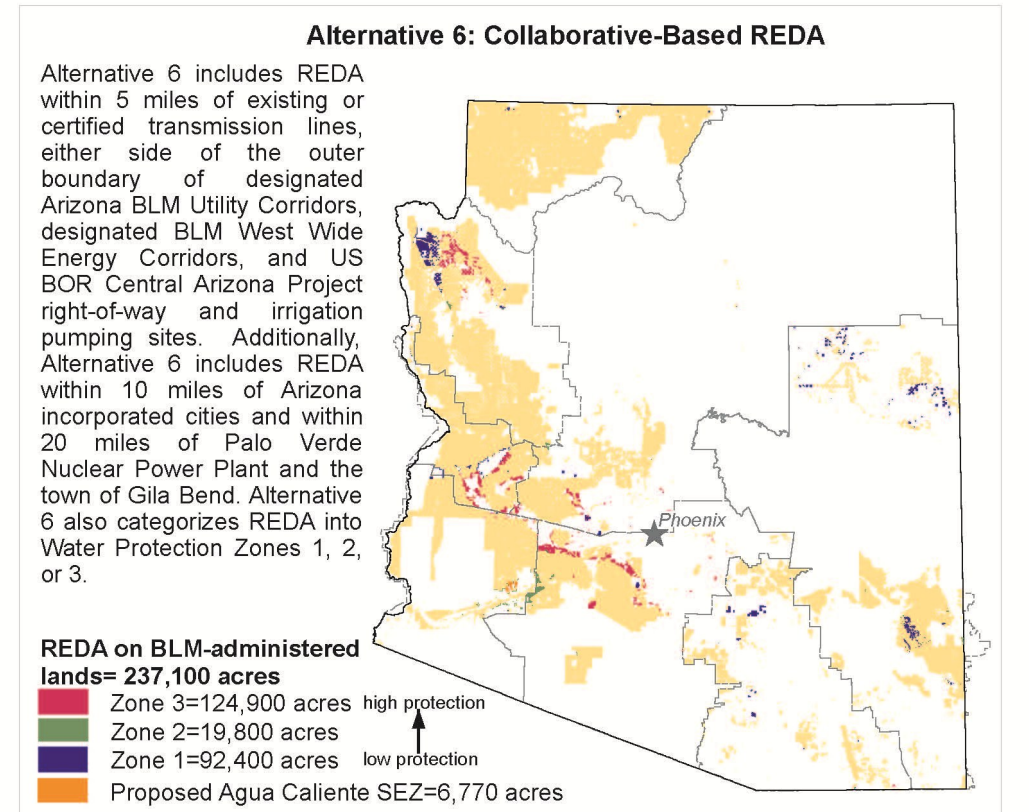 Alternative 6: Collaborative-Based REDA
Alternative 6 includes REDA
within 5 miles of existing or
certified transmission lines,
either side of the outer
boundary of designated
Arizona BLM Utility Corridors,
designated BLM West Wide
Energy Corridors, and US
BOR Central Arizona Project
right-of-way and irrigation
pumping sites. Additionally,
Alternative 6 includes REDA
within 10 miles of Arizona
incorporated cities and within
20 miles of Palo Verde
Nuclear Power Plant and the
town of Gila Bend. Alternative
6 also categorizes REDA into
Water Protection Zones 1, 2,
or 3.
Phoenix
REDA on BLM-administered
lands= 237,100 acres
Zone 3=124,900 acres high protection
Zone 2=19,800 acres
Zone 1=92,400 acres low protection
Proposed Agua Caliente SEZ=6,770 acres